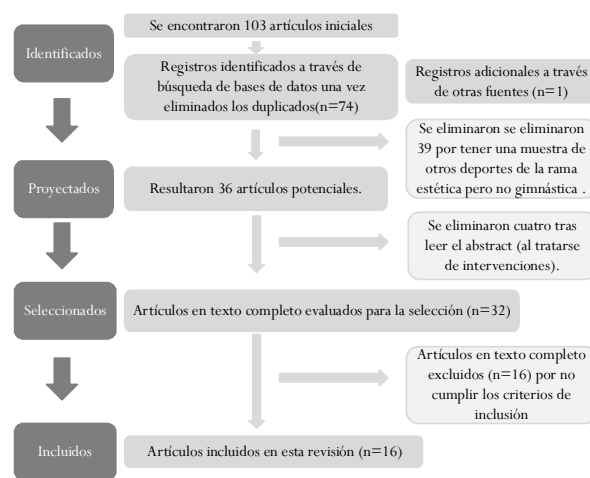 Se encontraron 103 artículos iniciales
Identificados
Registros identificados a través de
búsqueda de bases de datos una vez
eliminados los duplicados(n=74)
Registros adicionales a través
de otras fuentes (n=1)
Se eliminaron se eliminaron
39 por tener una muestra de
otros deportes de la rama
estética pero no gimnástica .
Proyectados
Resultaron 36 artículos potenciales.
Se eliminaron cuatro tras
leer el abstract (al tratarse
de intervenciones).
Seleccionados
Artículos en texto completo evaluados para la selección (n=32)
Artículos en texto completo
excluidos (n=16) por no
cumplir los criterios de
inclusión
Incluidos
Artículos incluidos en esta revisión (n=16)